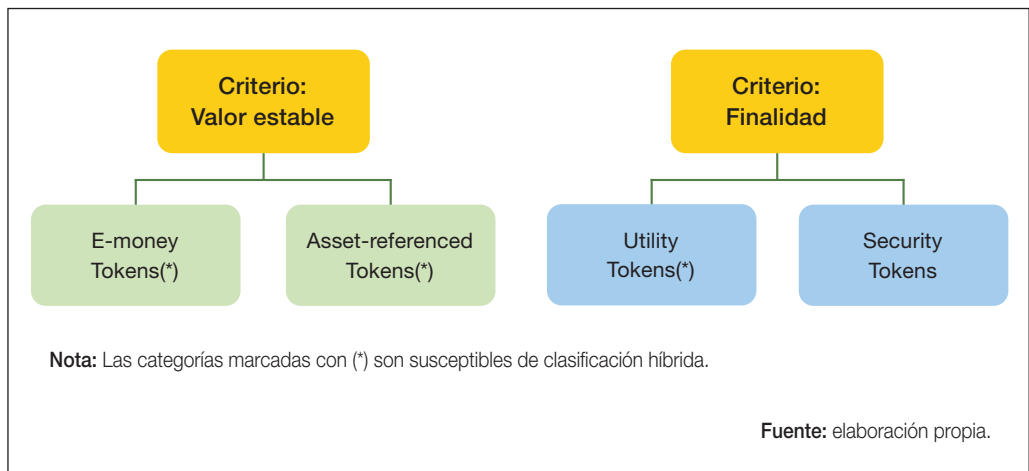 Criterio:
Valor estable
Criterio:
Finalidad
E-money
Tokens(*)
Asset-referenced
Tokens(*)
Utility
Tokens(*)
Security
Tokens
Nota: Las categorías marcadas con (*) son susceptibles de clasificación híbrida.
Fuente: elaboración propia.